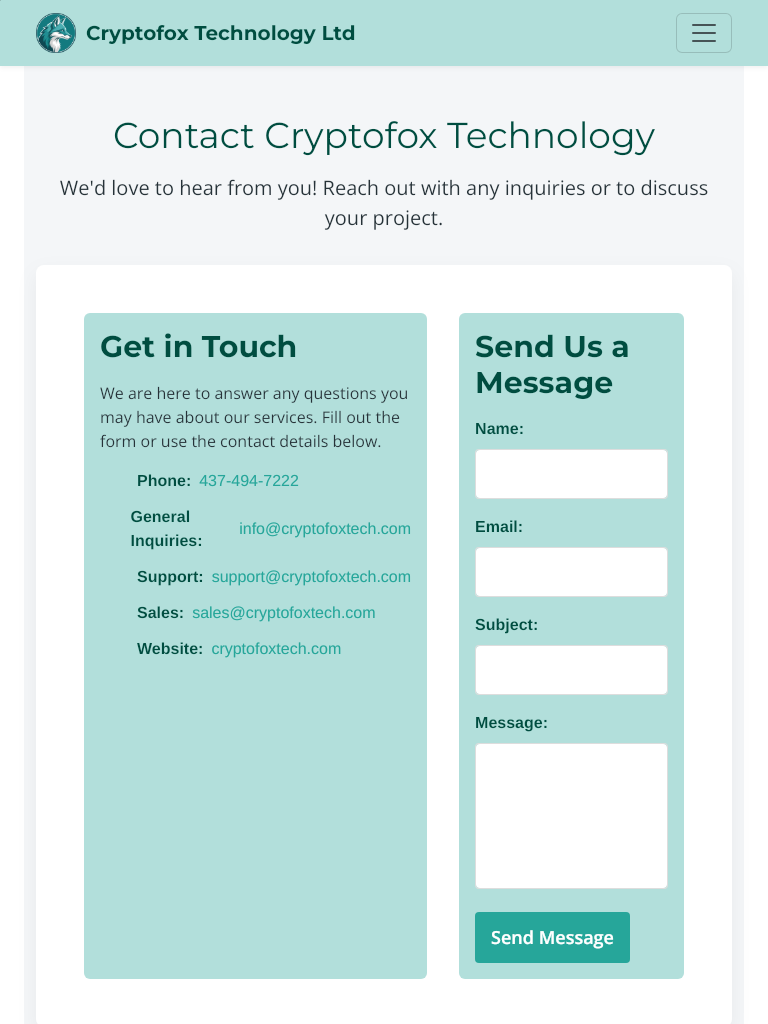 Cryptofox Technology Ltd
Contact Cryptofox Technology
We'd love to hear from you! Reach out with any inquiries or to discuss
your project.
Get in Touch
We are here to answer any questions you
may have about our services. Fill out the
form or use the contact details below.
Phone: 437-494-7222
General
Inquiries: info@cryptofoxtech.com
Support: support@cryptofoxtech.com
Sales: sales@cryptofoxtech.com
Website: cryptofoxtech.com
Send Us a
Message
Name:
Email:
Subject:
Message:
Send Message